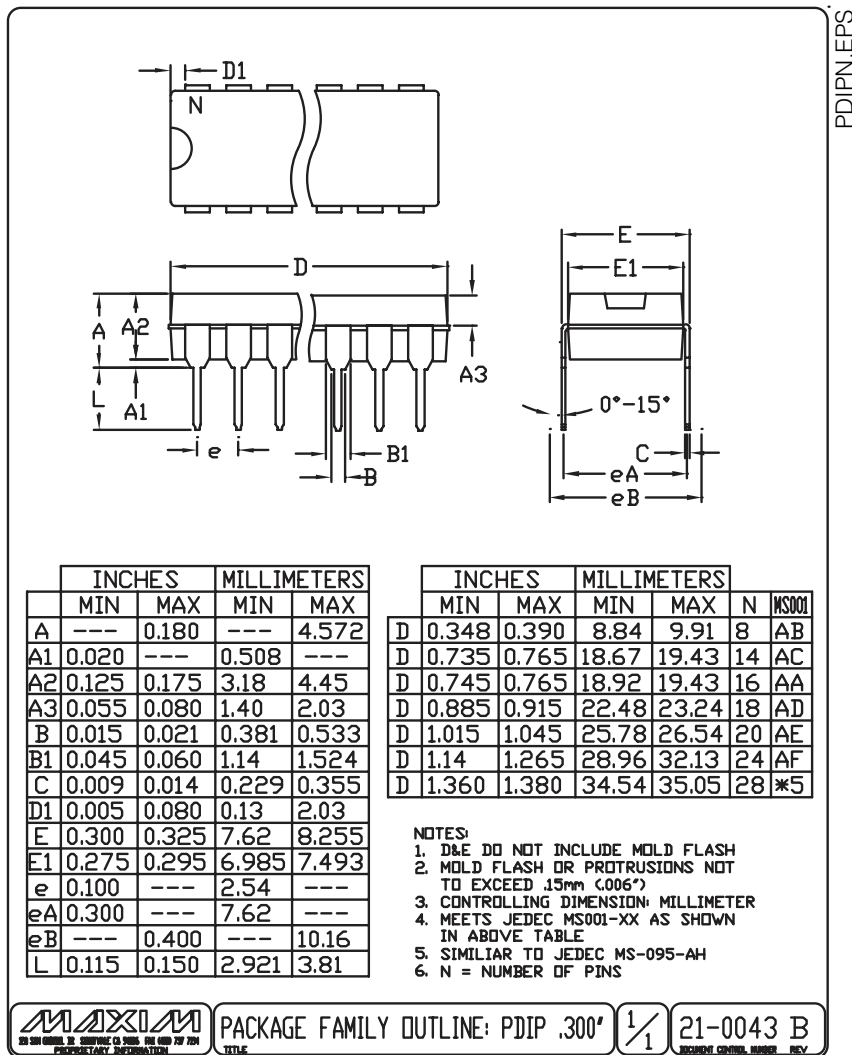 PDIPN.EPS
D1
N
E
D
E1
A
A2
A3
L
A1
0°-15°
e
B1
B
C
eA
eB
INCHES MILLIMETERS
MIN MAX MIN MAX
A --- 0.180 --- 4.572
A1 0.020 --- 0.508 ---
A2 0.125 0.175 3.18 4.45
A3 0.055 0.080 1.40 2.03
B 0.015 0.021 0.381 0.533
B1 0.045 0.060 1.14 1.524
C 0.009 0.014 0.229 0.355
D1 0.005 0.080 0.13 2.03
E 0.300 0.325 7.62 8.255
E1 0.275 0.295 6.985 7.493
e 0.100 --- 2.54 ---
eA 0.300 --- 7.62 ---
eB --- 0.400 --- 10.16
L 0.115 0.150 2.921 3.81
INCHES MILLIMETERS
MIN MAX MIN MAX N MS001
D 0.348 0.390 8.84 9.91 8 AB
D 0.735 0.765 18.67 19.43 14 AC
D 0.745 0.765 18.92 19.43 16 AA
D 0.885 0.915 22.48 23.24 18 AD
D 1.015 1.045 25.78 26.54 20 AE
D 1.14 1.265 28.96 32.13 24 AF
D 1.360 1.380 34.54 35.05 28 *5
NOTES:
1. D&E DO NOT INCLUDE MOLD FLASH
2. MOLD FLASH OR PROTRUSIONS NOT
TO EXCEED .15mm (.006")
3. CONTROLLING DIMENSION: MILLIMETER
4. MEETS JEDEC MS001-XX AS SHOWN
IN ABOVE TABLE
5. SIMILIAR TO JEDEC MS-095-AH
6. N = NUMBER OF PINS
MAXIM
PROPRIETARY INFORMATION
PACKAGE FAMILY OUTLINE: PDIP .300"
TITLE
1/1
21-0043 B
DOCUMENT CONTROL NUMBER REV